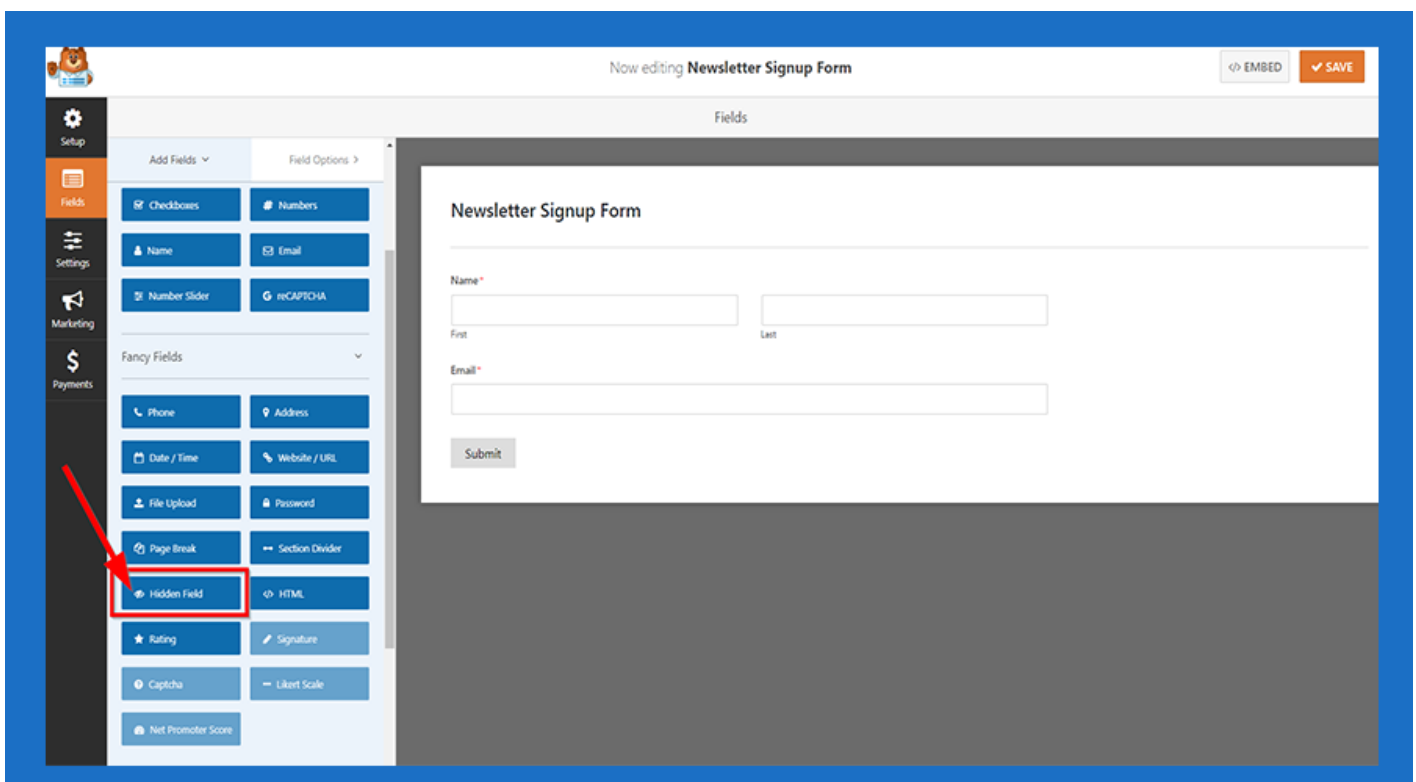 Now editing Newsletter Signup Form
</> EMBED
SAVE
Setup
Fields
Settings
Marketing
Payments
Fields
Add Fields
Field Options
Checkboxes
Numbers
Name
Email
Number Slider
reCAPTCHA
Fancy Fields
Phone
Address
Date / Time
Website / URL
File Upload
Password
Page Break
Section Divider
Hidden Field
</> HTML
Rating
Signature
Captcha
Likert Scale
Net Promoter Score
Newsletter Signup Form
Name*
First
Last
Email*
Submit